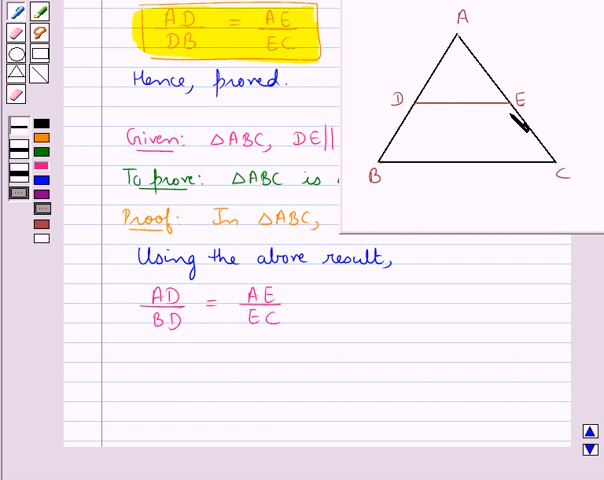 AD/DB = AE/EC
Hence, proved.
Given: △ABC, DE||
To prove: △ABC is
Proof: In △ABC,
Using the above result,
AD/BD = AE/EC
A
D E
B C